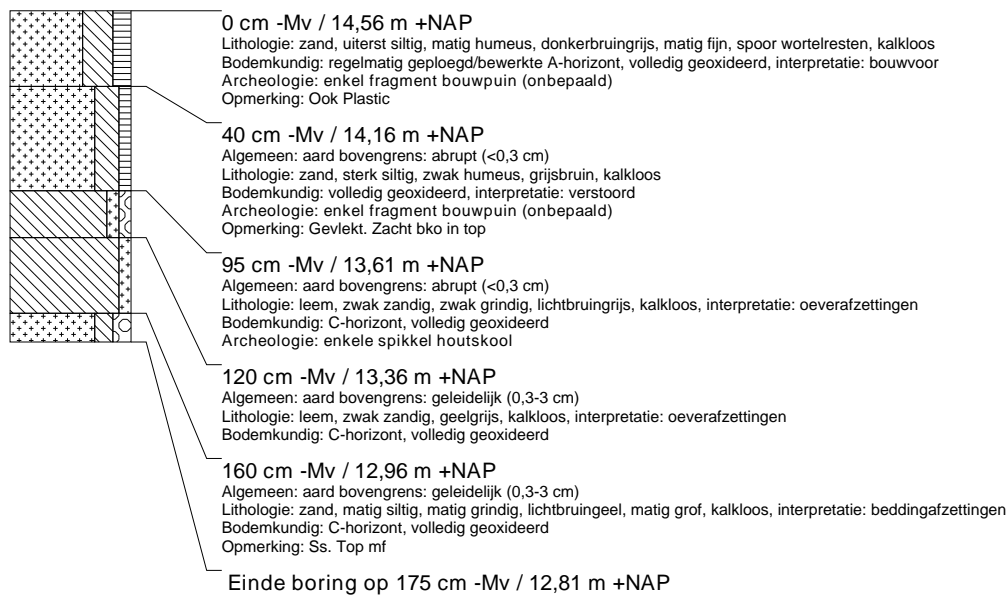 0 cm -Mv / 14,56 m +NAP
Lithologie: zand, uiterst siltig, matig humeus, donkerbruingrijs, matig fijn, spoor wortelresten, kalkloos
Bodemkundig: regelmatig geploegd/bewerkte A-horizont, volledig geoxideerd, interpretatie: bouwvoor
Archeologie: enkel fragment bouwpuin (onbepaald)
Opmerking: Ook Plastic
40 cm -Mv / 14,16 m +NAP
Algemeen: aard bovengrens: abrupt (<0,3 cm)
Lithologie: zand, sterk siltig, zwak humeus, grijsbruin, kalkloos
Bodemkundig: volledig geoxideerd, interpretatie: verstoord
Archeologie: enkel fragment bouwpuin (onbepaald)
Opmerking: Gevlekt. Zacht bko in top
95 cm -Mv / 13,61 m +NAP
Algemeen: aard bovengrens: abrupt (<0,3 cm)
Lithologie: leem, zwak zandig, zwak grindig, lichtbruingrijs, kalkloos, interpretatie: oeverafzettingen
Bodemkundig: C-horizont, volledig geoxideerd
Archeologie: enkele spikkel houtskool
120 cm -Mv / 13,36 m +NAP
Algemeen: aard bovengrens: geleidelijk (0,3-3 cm)
Lithologie: leem, zwak zandig, geelgrijs, kalkloos, interpretatie: oeverafzettingen
Bodemkundig: C-horizont, volledig geoxideerd
160 cm -Mv / 12,96 m +NAP
Algemeen: aard bovengrens: geleidelijk (0,3-3 cm)
Lithologie: zand, matig siltig, matig grindig, lichtbruingeel, matig grof, kalkloos, interpretatie: beddingafzettingen
Bodemkundig: C-horizont, volledig geoxideerd
Opmerking: Ss. Top mf
Einde boring op 175 cm -Mv / 12,81 m +NAP